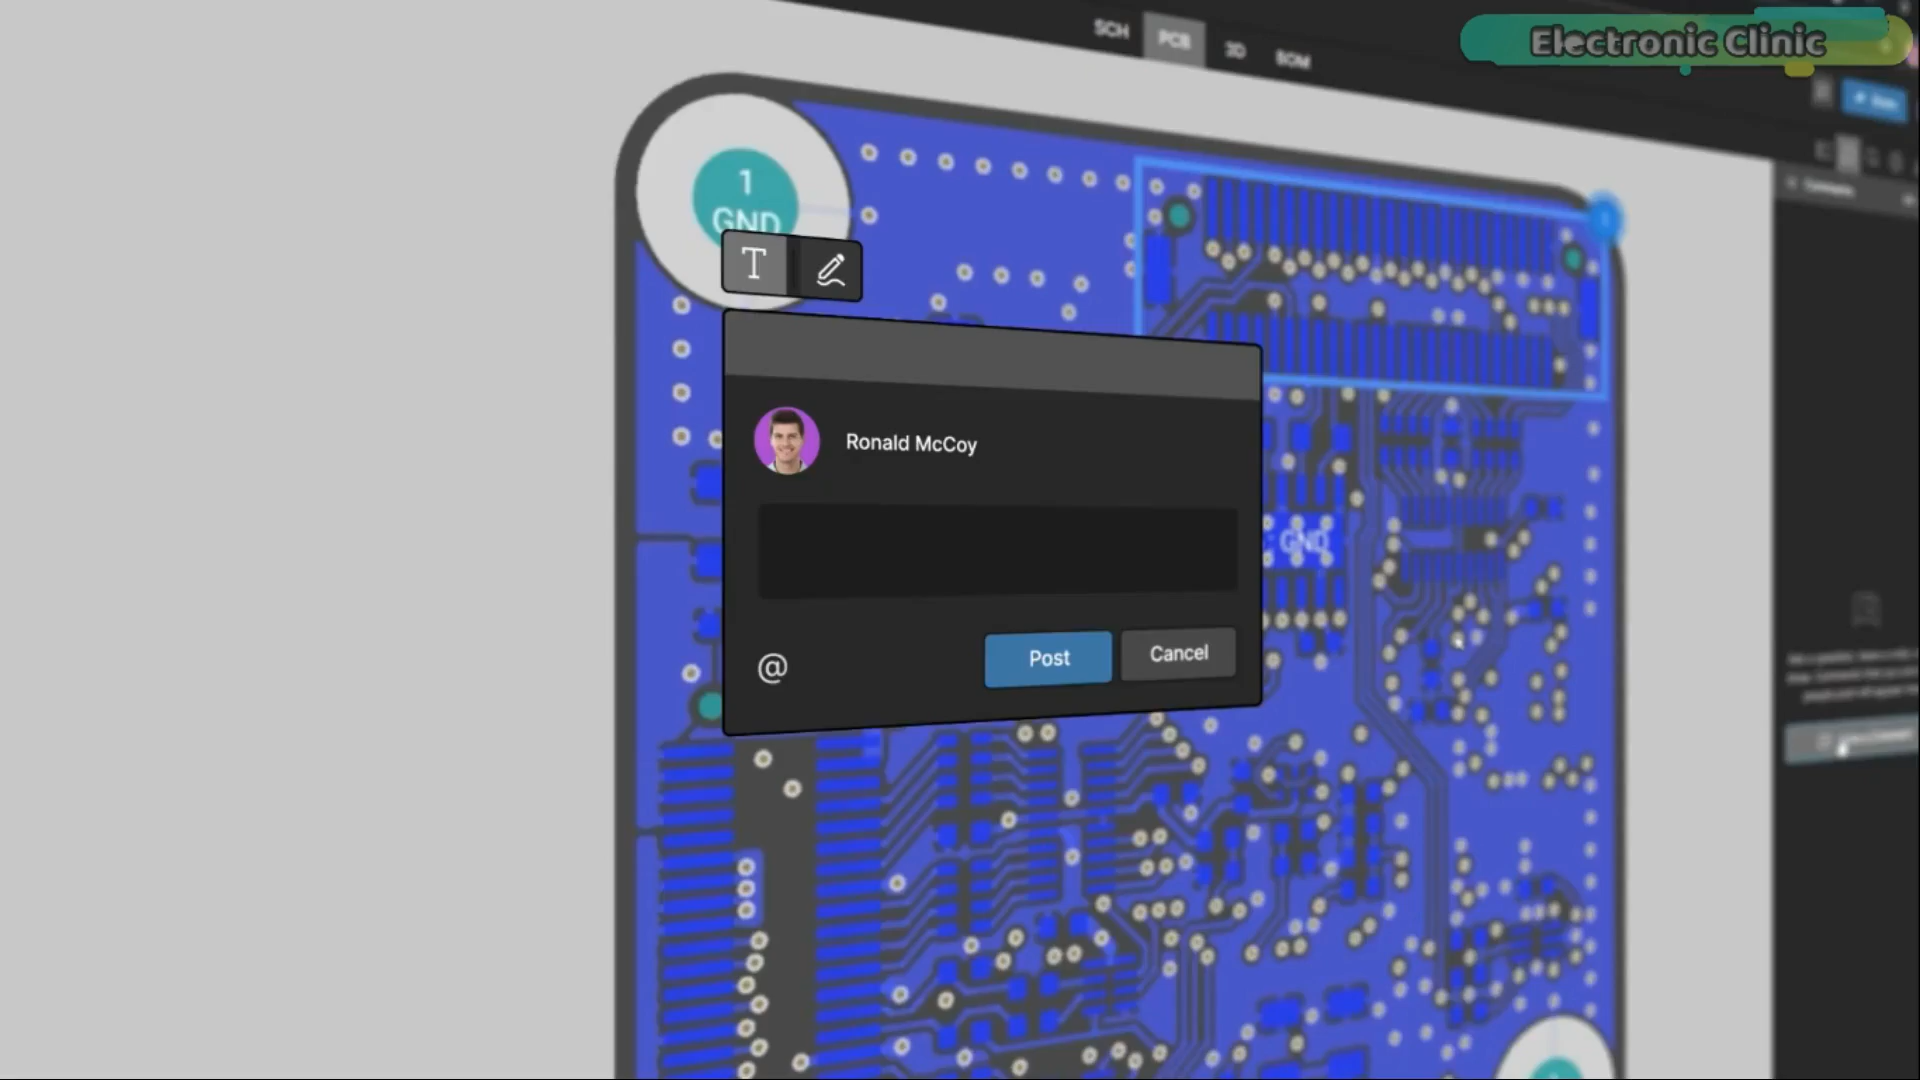 SCH PCB 3D BOM
Electronic Clinic
1
GND
T
Ronald McCoy
GND
@
Post Cancel